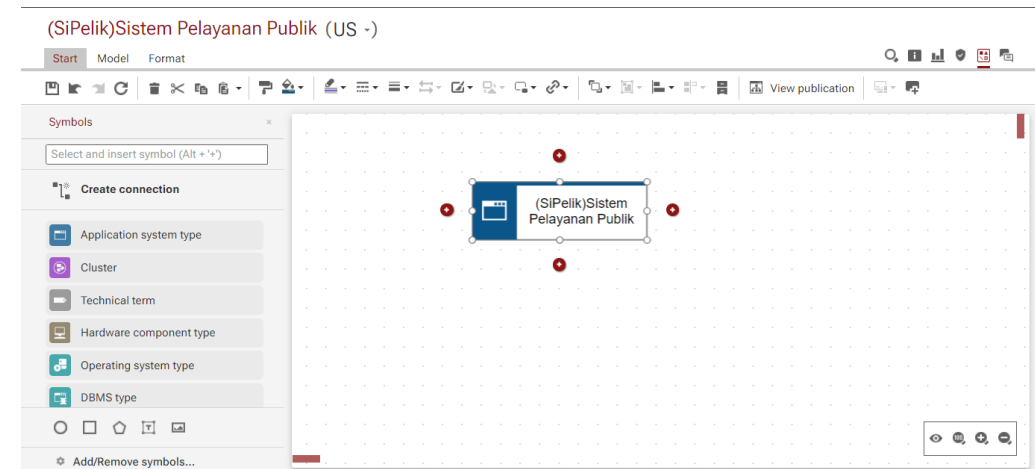 (SiPelik)Sistem Pelayanan Publik (US -)
Start Model Format
View publication
Symbols ×
Select and insert symbol (Alt + '+')
Create connection
Application system type
Cluster
Technical term
Hardware component type
Operating system type
DBMS type
Add/Remove symbols...
(SiPelik)Sistem
Pelayanan Publik